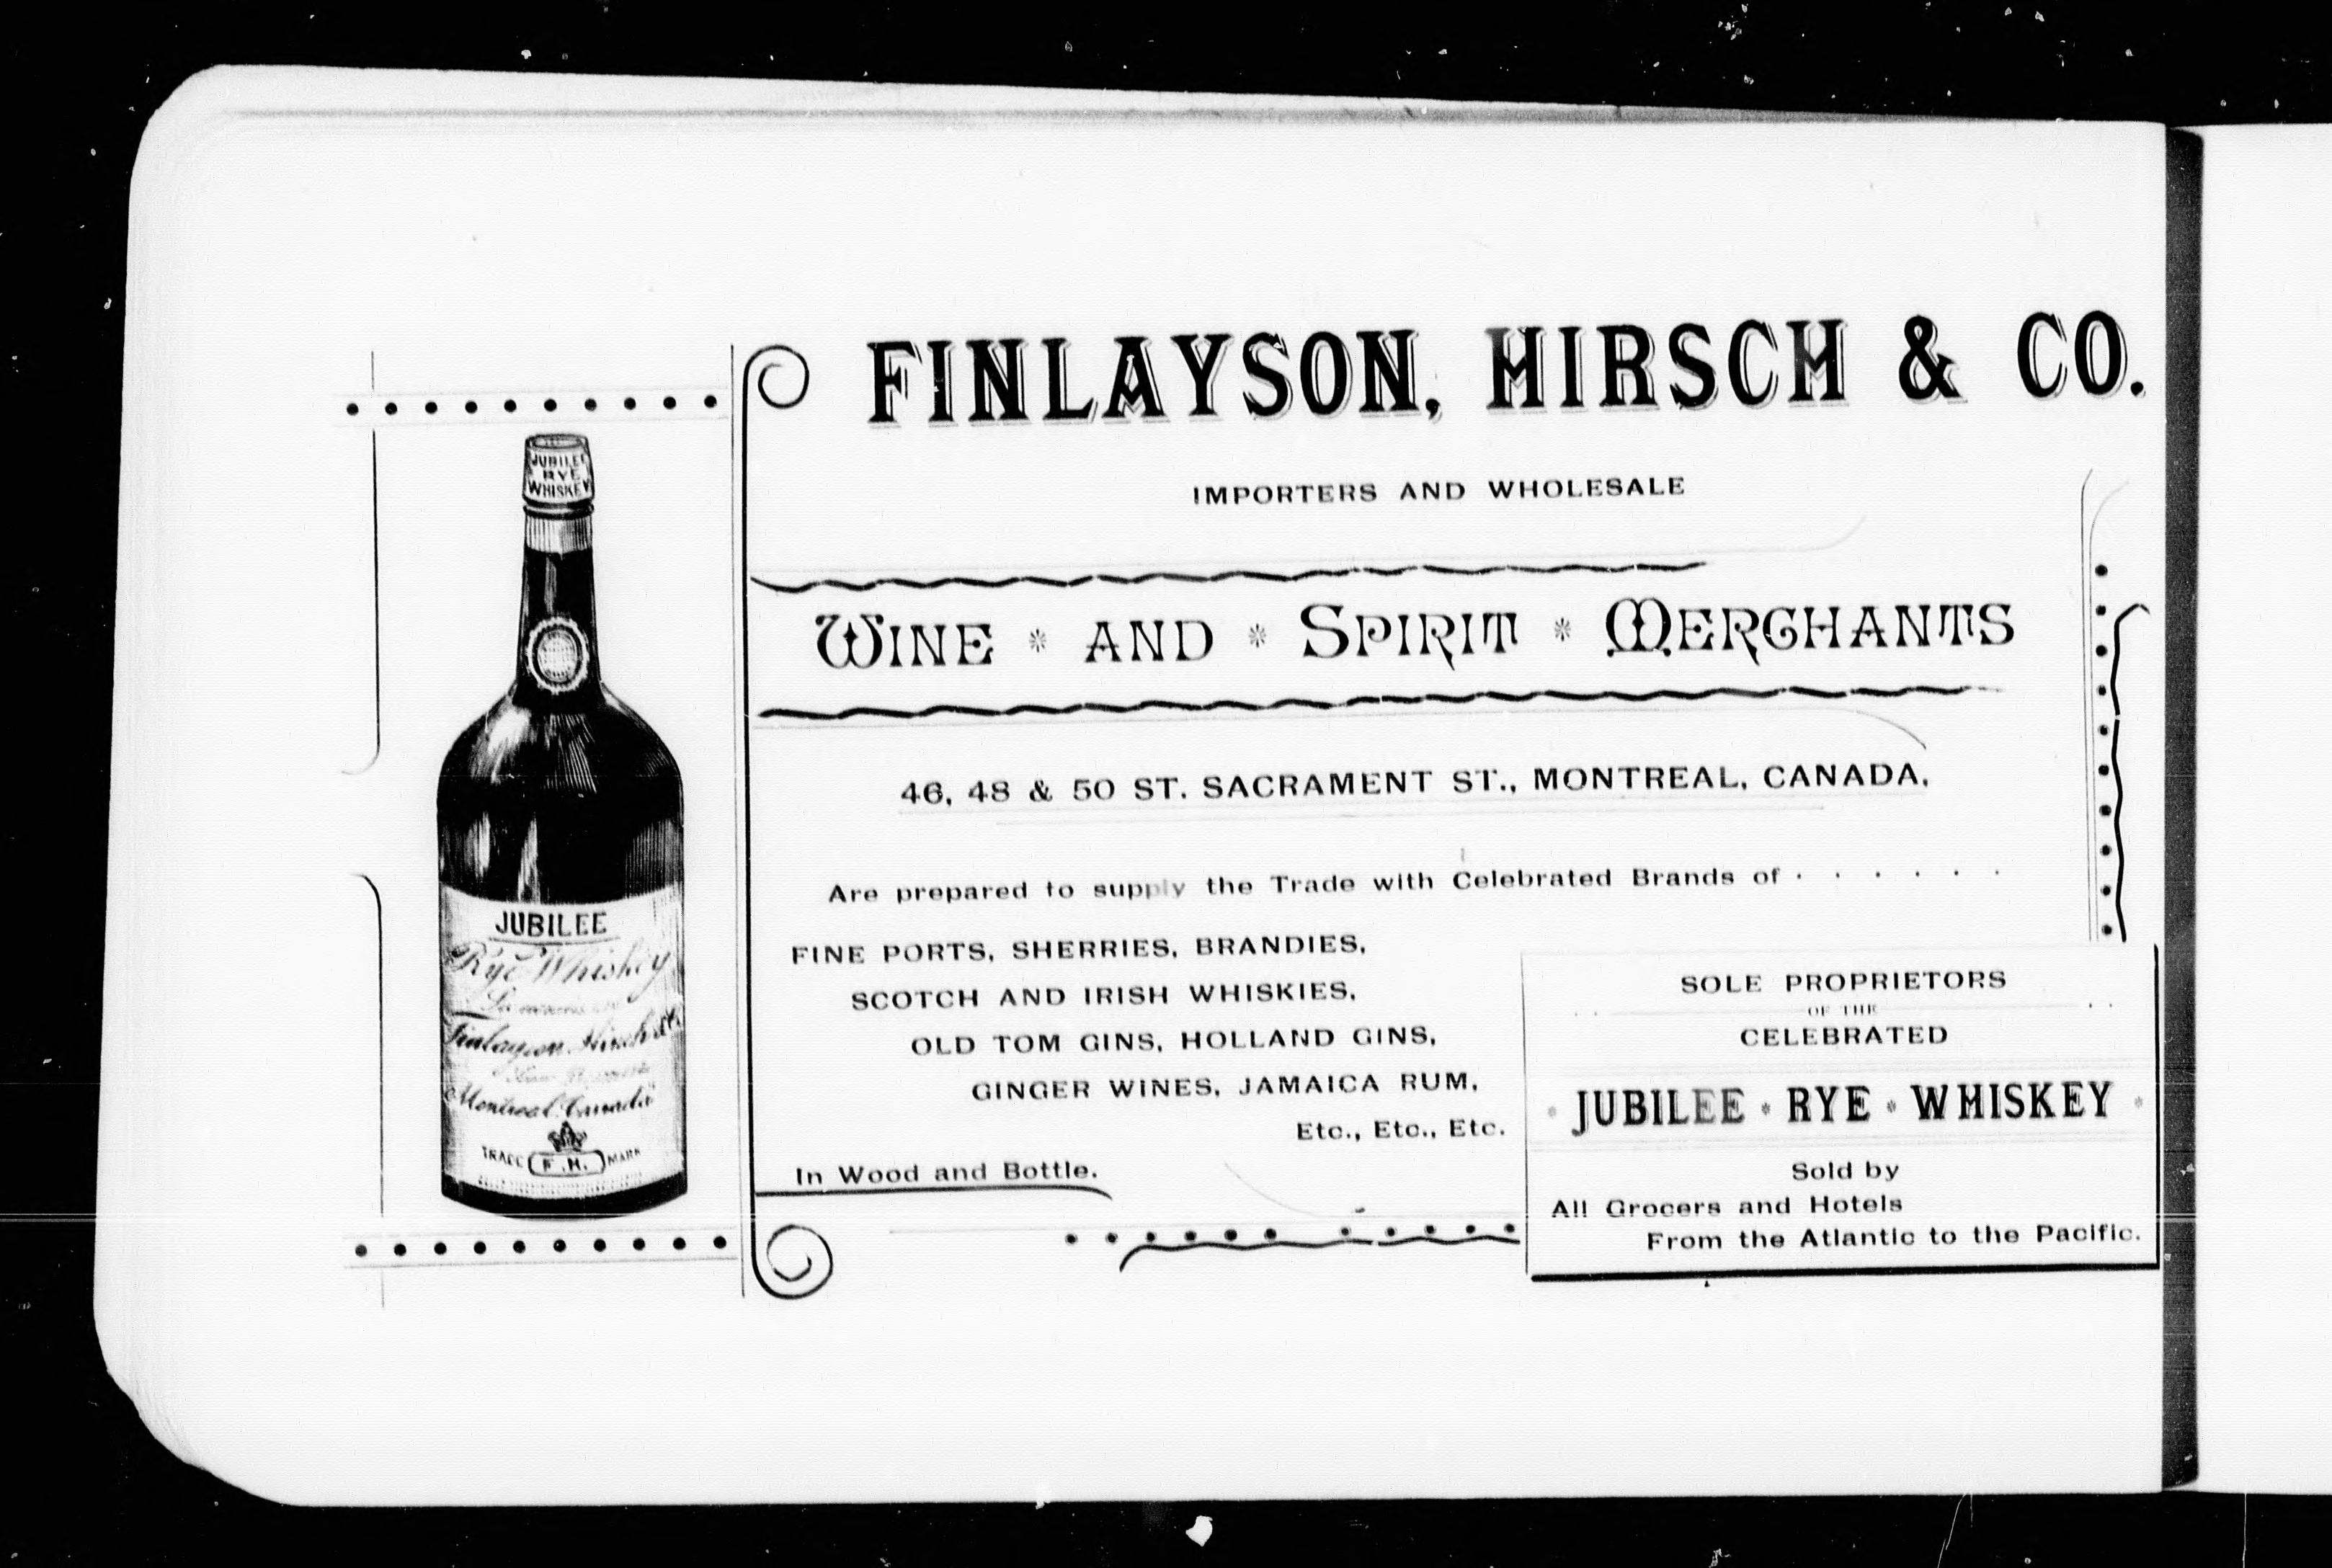 FINLAYSON, HIRSCH & CO.
IMPORTERS AND WHOLESALE
WINE * AND * SPIRIT * MERCHANTS
46, 48 & 50 ST. SACRAMENT ST., MONTREAL, CANADA,
Are prepared to supply the Trade with Celebrated Brands of . . . . . .
FINE PORTS, SHERRIES, BRANDIES,
SCOTCH AND IRISH WHISKIES,
OLD TOM GINS, HOLLAND GINS,
GINGER WINES, JAMAICA RUM,
Etc., Etc., Etc.
In Wood and Bottle.
SOLE PROPRIETORS
OF THE
CELEBRATED
JUBILEE * RYE * WHISKEY
Sold by
All Grocers and Hotels
From the Atlantic to the Pacific.
JUBILEE
RYE
WHISKEY
JUBILEE
Rye Whiskey
Finlayson Hirsch & Co
Montreal Canada
TRADE F.H. MARK